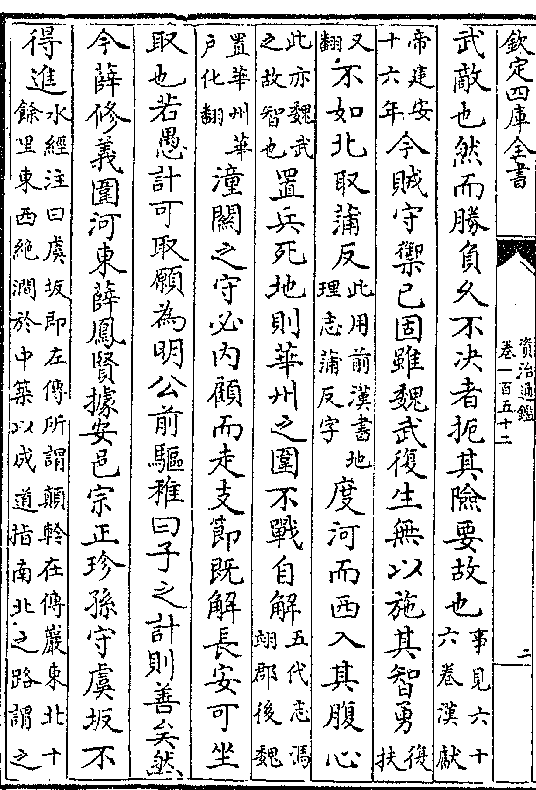 欽定四庫全書
資治通鑑
卷一百五十二
二
武敵也然而勝負久不决者扼其險要故也事見六十六卷漢獻
帝建安十六年今賊守禦已固雖魏武復生無以施其智勇復扶
又翻不如北取蒲反此用前漢書地理志蒲反字度河而西入其腹心
此亦魏武之故智也置兵死地則華州之圍不戰自解五代志馮翊郡後魏
置華州華户化翻潼關之守必内顧而走支節既解長安可坐
取也若愚計可取願為明公前驅稚曰子之計則善矣然
今薛修義圍河東薛鳳賢據安邑宗正珍孫守虞坂不
得進水經注曰虞坂即在傳所謂顛軨在傅巖東北十餘里東西絶澗於中築以成道指南北之路謂之